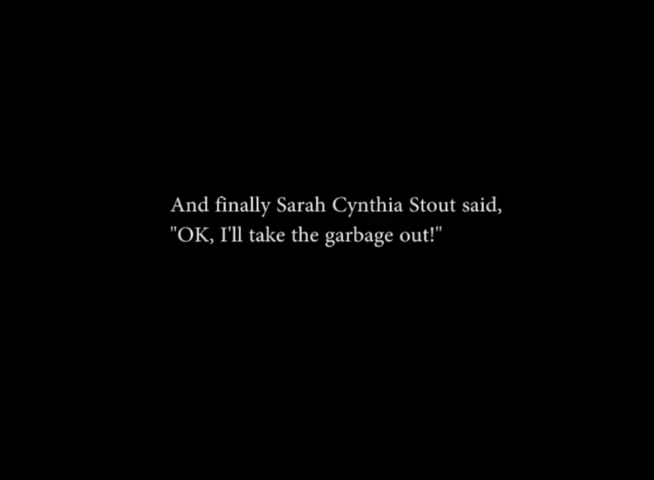 And finally Sarah Cynthia Stout said,
"OK, I'll take the garbage out!"